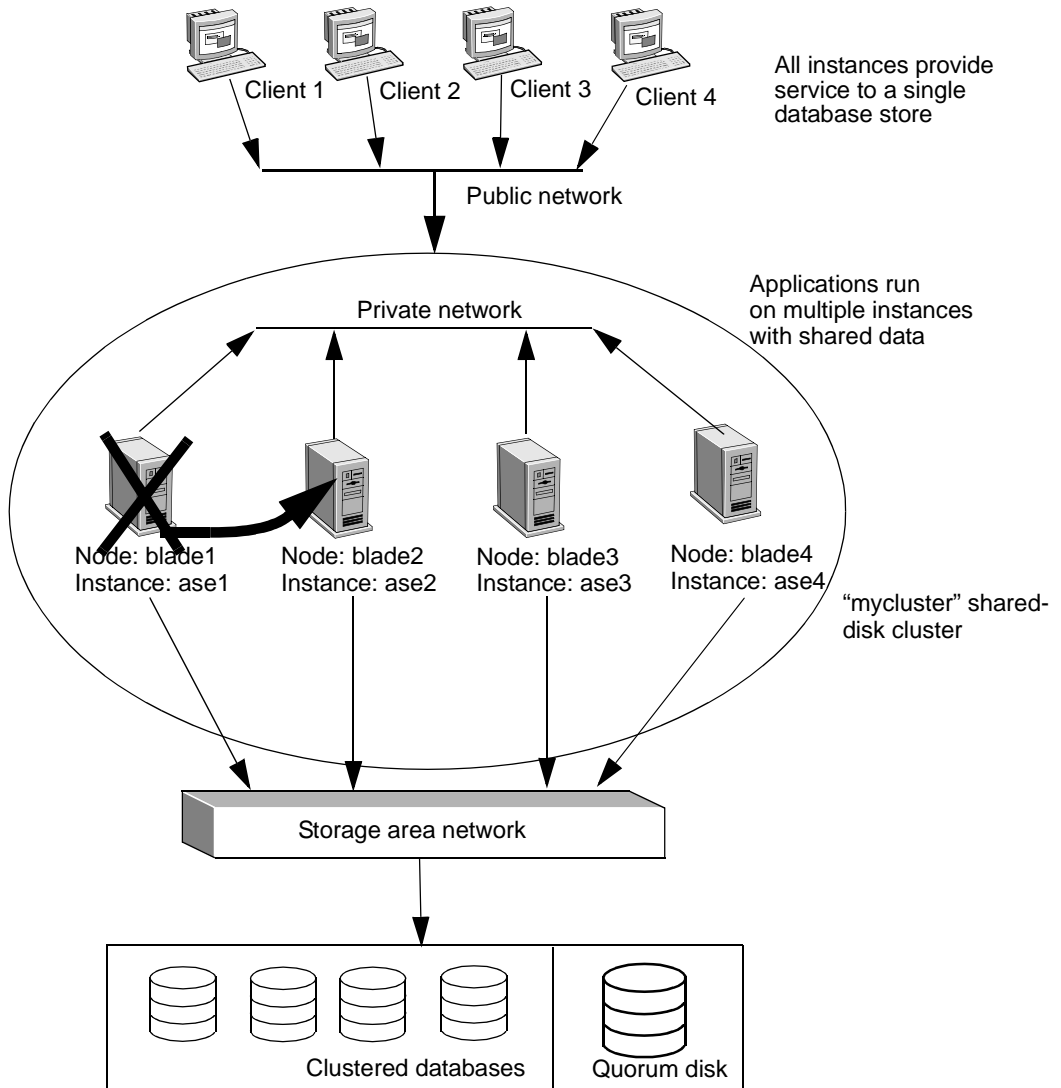 Client 1
Client 2
Client 3
Client 4
All instances provide
service to a single
database store
Public network
Applications run
on multiple instances
with shared data
Private network
Node: blade1
Instance: ase1
Node: blade2
Instance: ase2
Node: blade3
Instance: ase3
Node: blade4
Instance: ase4
“mycluster” shared-
disk cluster
Storage area network
Clustered databases
Quorum disk